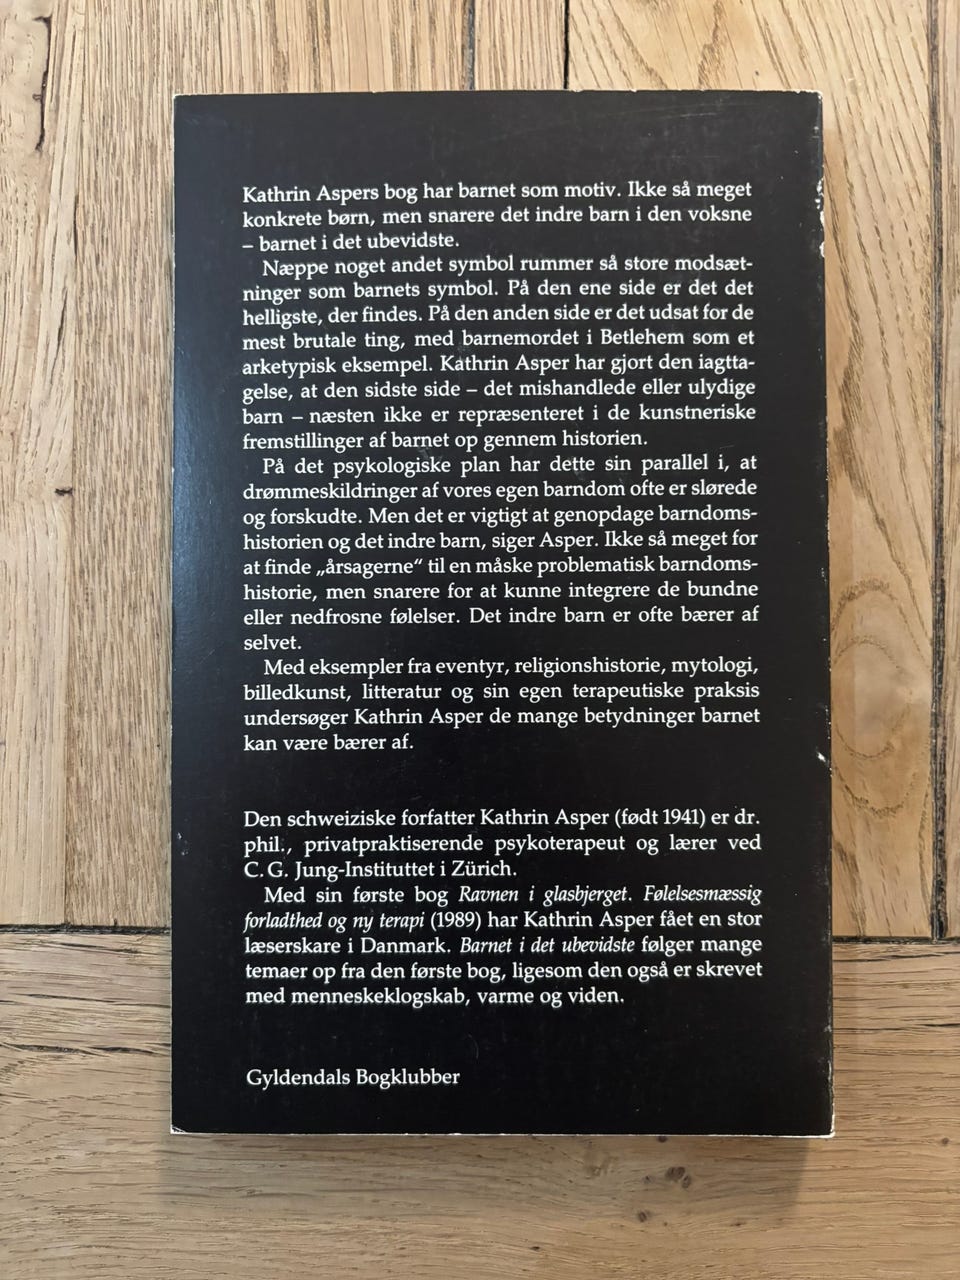 Kathrin Aspers bog har barnet som motiv. Ikke så meget
konkrete børn, men snarere det indre barn i den voksne
– barnet i det ubevidste.
Næppe noget andet symbol rummer så store modsæt-
ninger som barnets symbol. På den ene side er det det
helligste, der findes. På den anden side er det udsat for de
mest brutale ting, med barnemordet i Betlehem som et
arketypisk eksempel. Kathrin Asper har gjort den iagtta-
gelse, at den sidste side – det mishandlede eller ulydige
barn – næsten ikke er repræsenteret i de kunstneriske
fremstillinger af barnet op gennem historien.
På det psykologiske plan har dette sin parallel i, at
drømmeskildringer af vores egen barndom ofte er slørede
og forskudte. Men det er vigtigt at genopdage barndoms-
historien og det indre barn, siger Asper. Ikke så meget for
at finde „årsagerne“ til en måske problematisk barndoms-
historie, men snarere for at kunne integrere de bundne
eller nedfrosne følelser. Det indre barn er ofte bærer af
selvet.
Med eksempler fra eventyr, religionshistorie, mytologi,
billedkunst, litteratur og sin egen terapeutiske praksis
undersøger Kathrin Asper de mange betydninger barnet
kan være bærer af.
Den schweiziske forfatter Kathrin Asper (født 1941) er dr.
phil., privatpraktiserende psykoterapeut og lærer ved
C. G. Jung-Instituttet i Zürich.
Med sin første bog Ravnen i glasbjerget. Følelsesmæssig
forladthed og ny terapi (1989) har Kathrin Asper fået en stor
læserskare i Danmark. Barnet i det ubevidste følger mange
temaer op fra den første bog, ligesom den også er skrevet
med menneskeklogskab, varme og viden.
Gyldendals Bogklubber